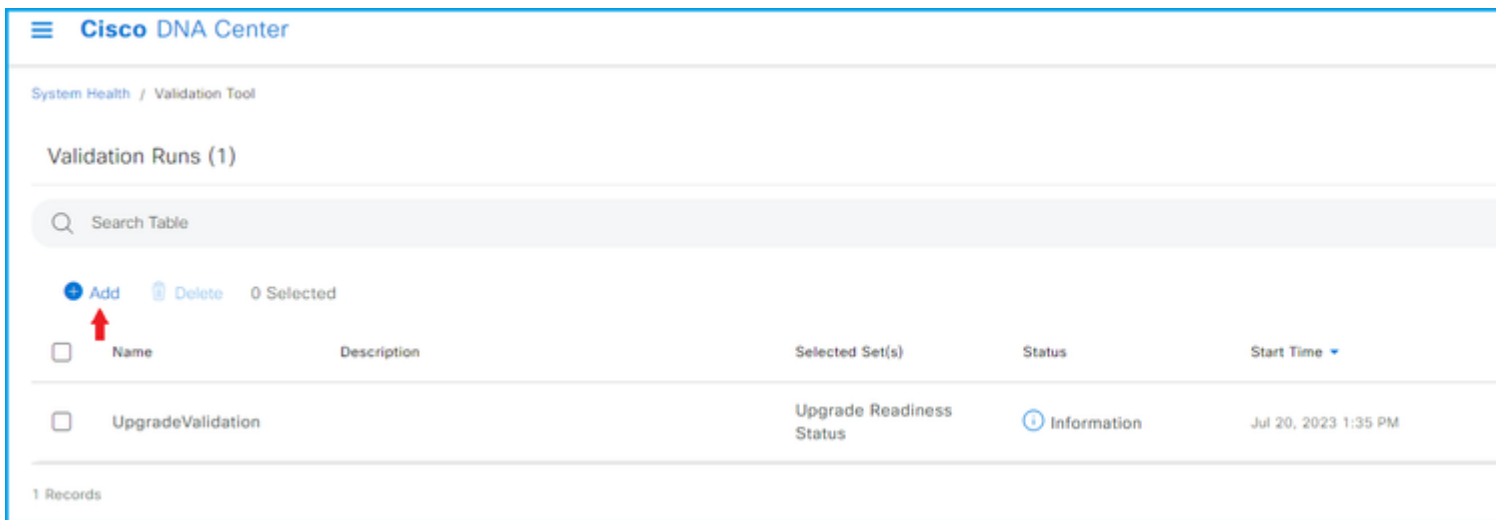 Cisco DNA Center
System Health / Validation Tool
Validation Runs (1)
Search Table
Add Delete 0 Selected
Name Description Selected Set(s) Status Start Time
UpgradeValidation Upgrade Readiness Status Information Jul 20, 2023 1:35 PM
1 Records